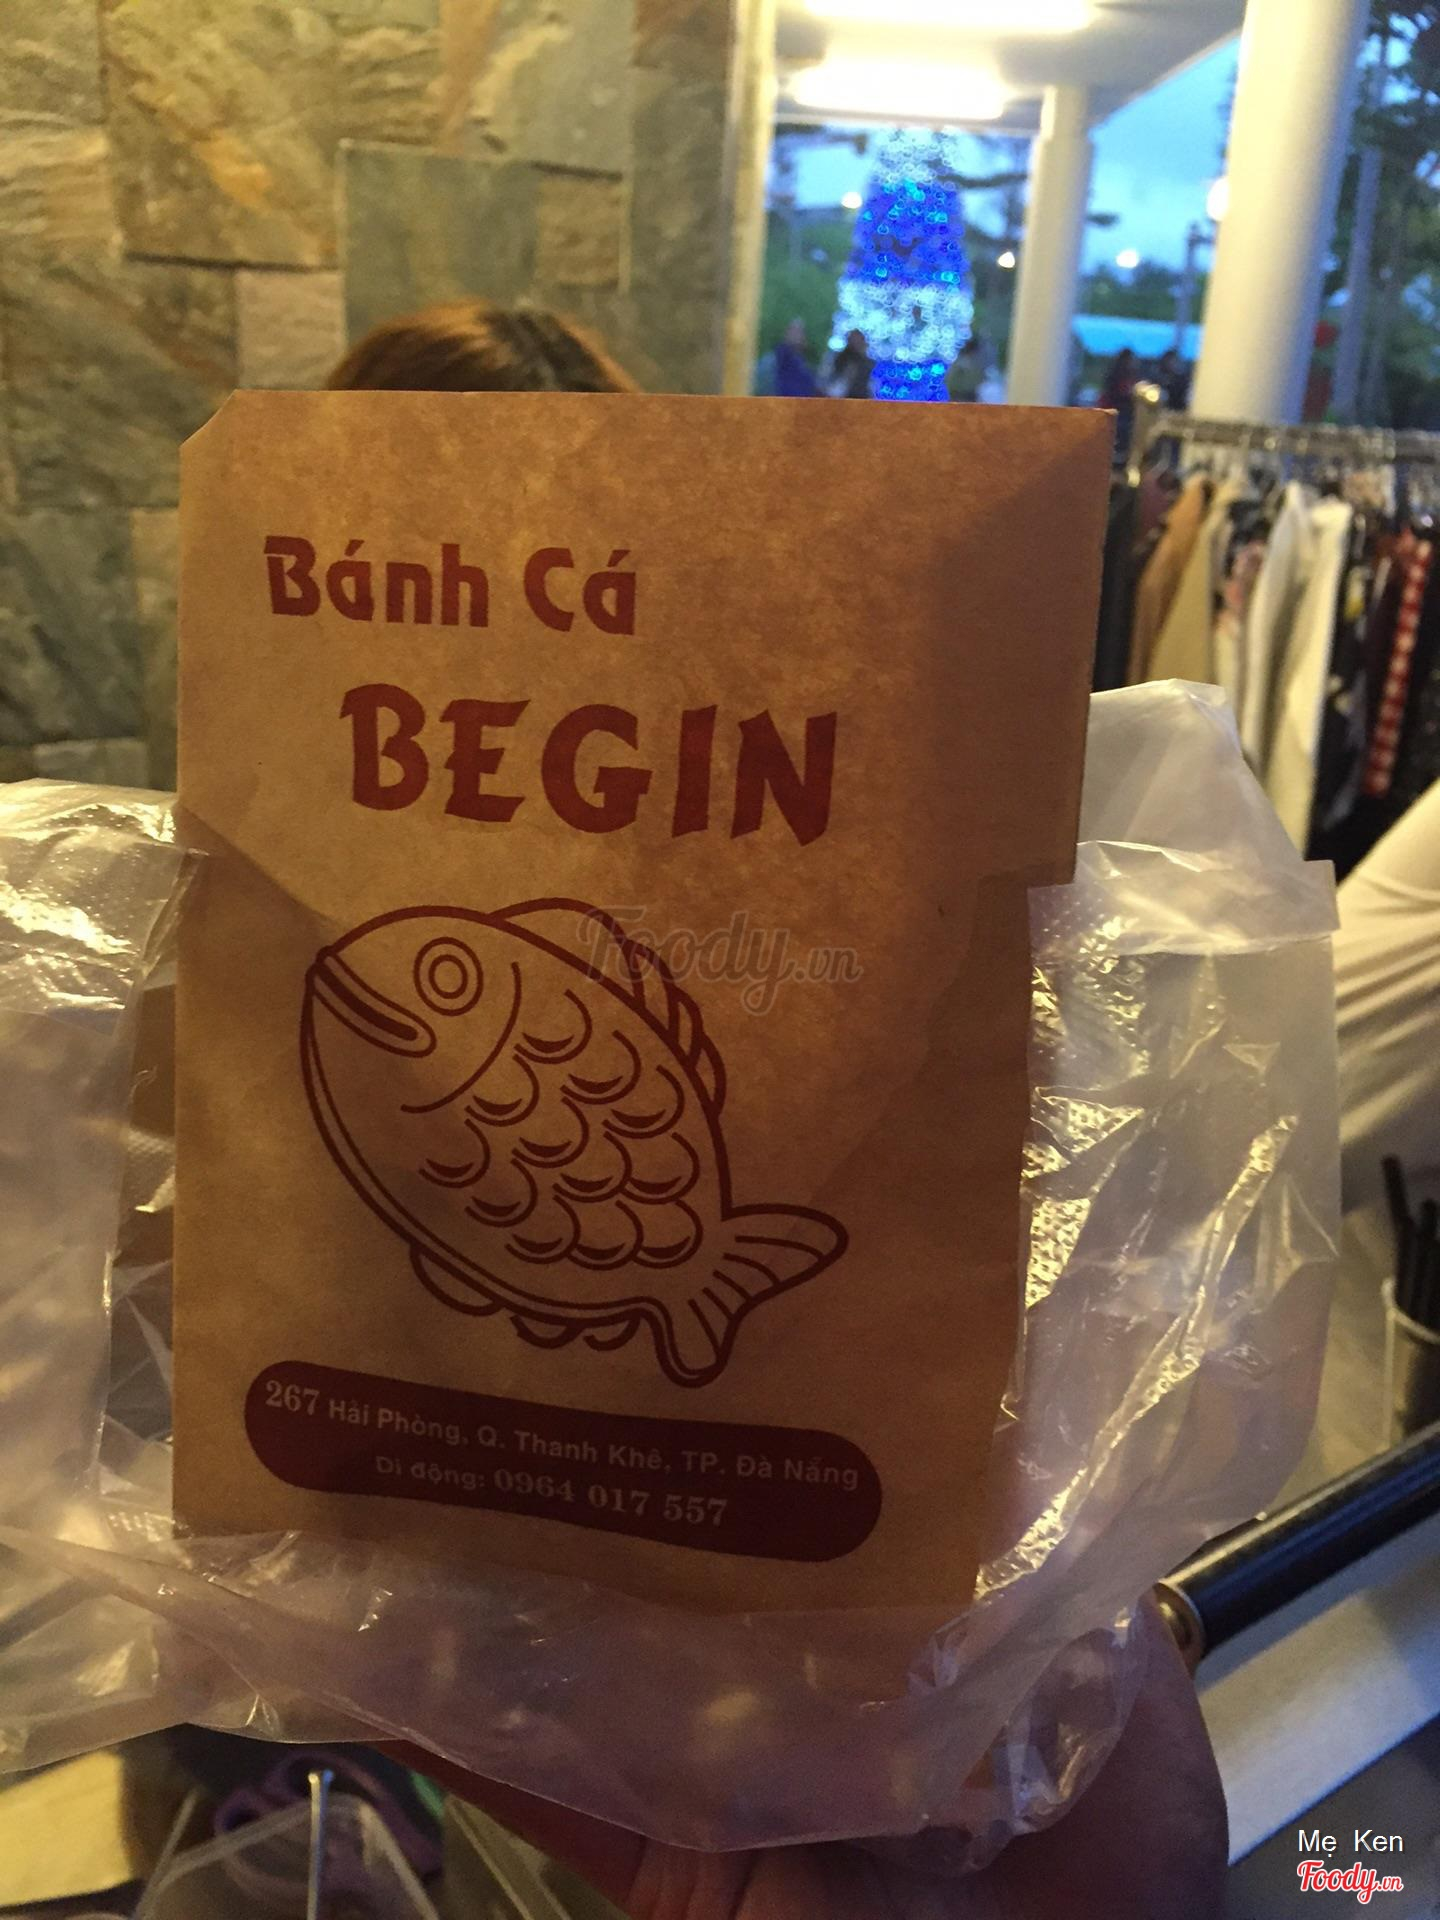 Bánh Cá
BEGIN
Foody.vn
267 Hải Phòng, Q. Thanh Khê, TP. Đà Nẵng
Di động: 0964 017 557
Mẹ Ken
Foody.vn